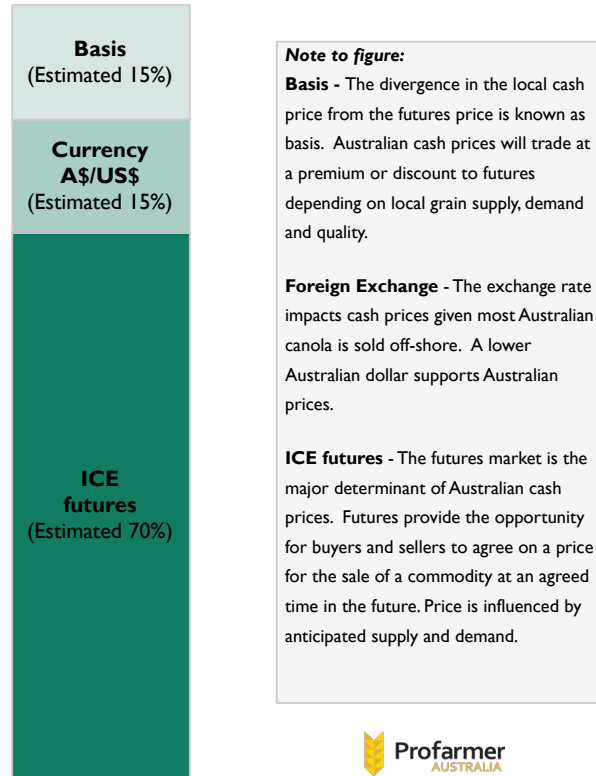 Basis
(Estimated 15%)
Currency
A$/US$
(Estimated 15%)
ICE
futures
(Estimated 70%)
Note to figure:
Basis - The divergence in the local cash
price from the futures price is known as
basis. Australian cash prices will trade at
a premium or discount to futures
depending on local grain supply, demand
and quality.
Foreign Exchange - The exchange rate
impacts cash prices given most Australian
canola is sold off-shore. A lower
Australian dollar supports Australian
prices.
ICE futures - The futures market is the
major determinant of Australian cash
prices. Futures provide the opportunity
for buyers and sellers to agree on a price
for the sale of a commodity at an agreed
time in the future. Price is influenced by
anticipated supply and demand.
Profarmer
AUSTRALIA